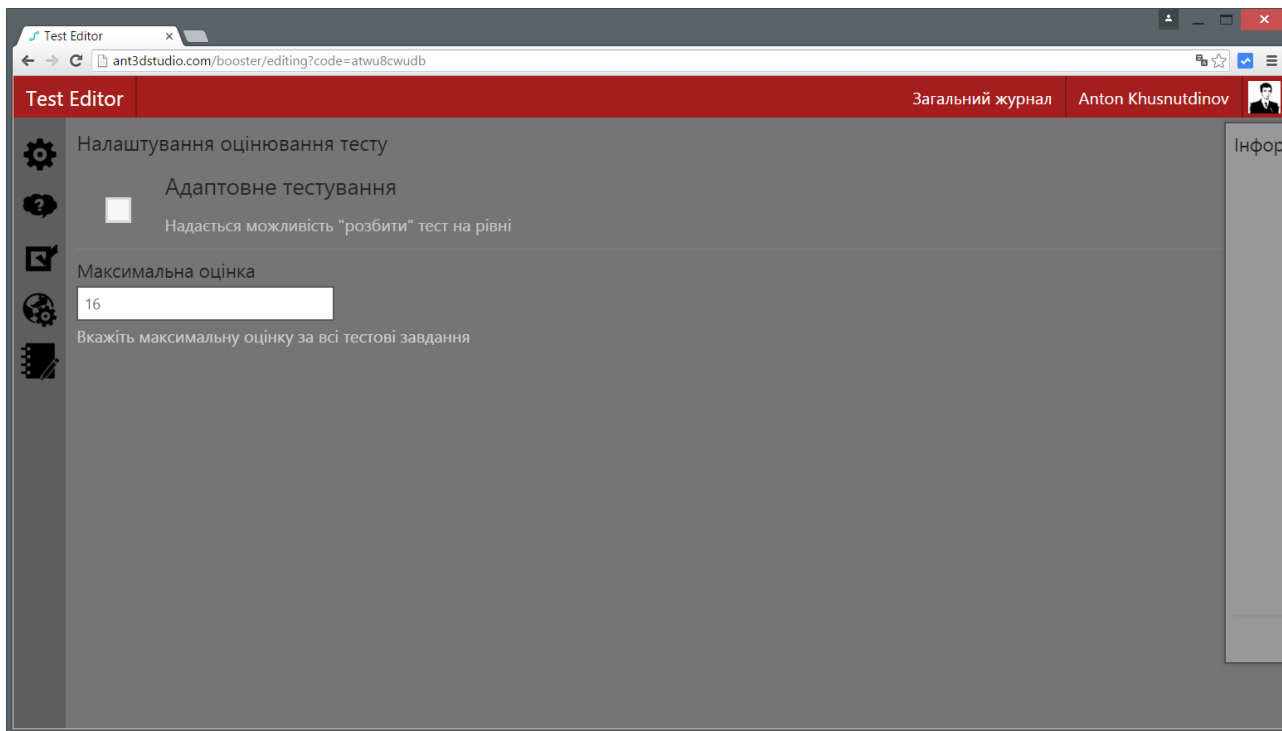 Test Editor
ant3dstudio.com/booster/editing?code=atwu8cwudb
Test Editor
Загальний журнал
Anton Khusnutdinov
Налаштування оцінювання тесту
Інфор
Адаптовне тестування
Надається можливість "розбити" тест на рівні
Максимальна оцінка
16
Вкажіть максимальну оцінку за всі тестові завдання